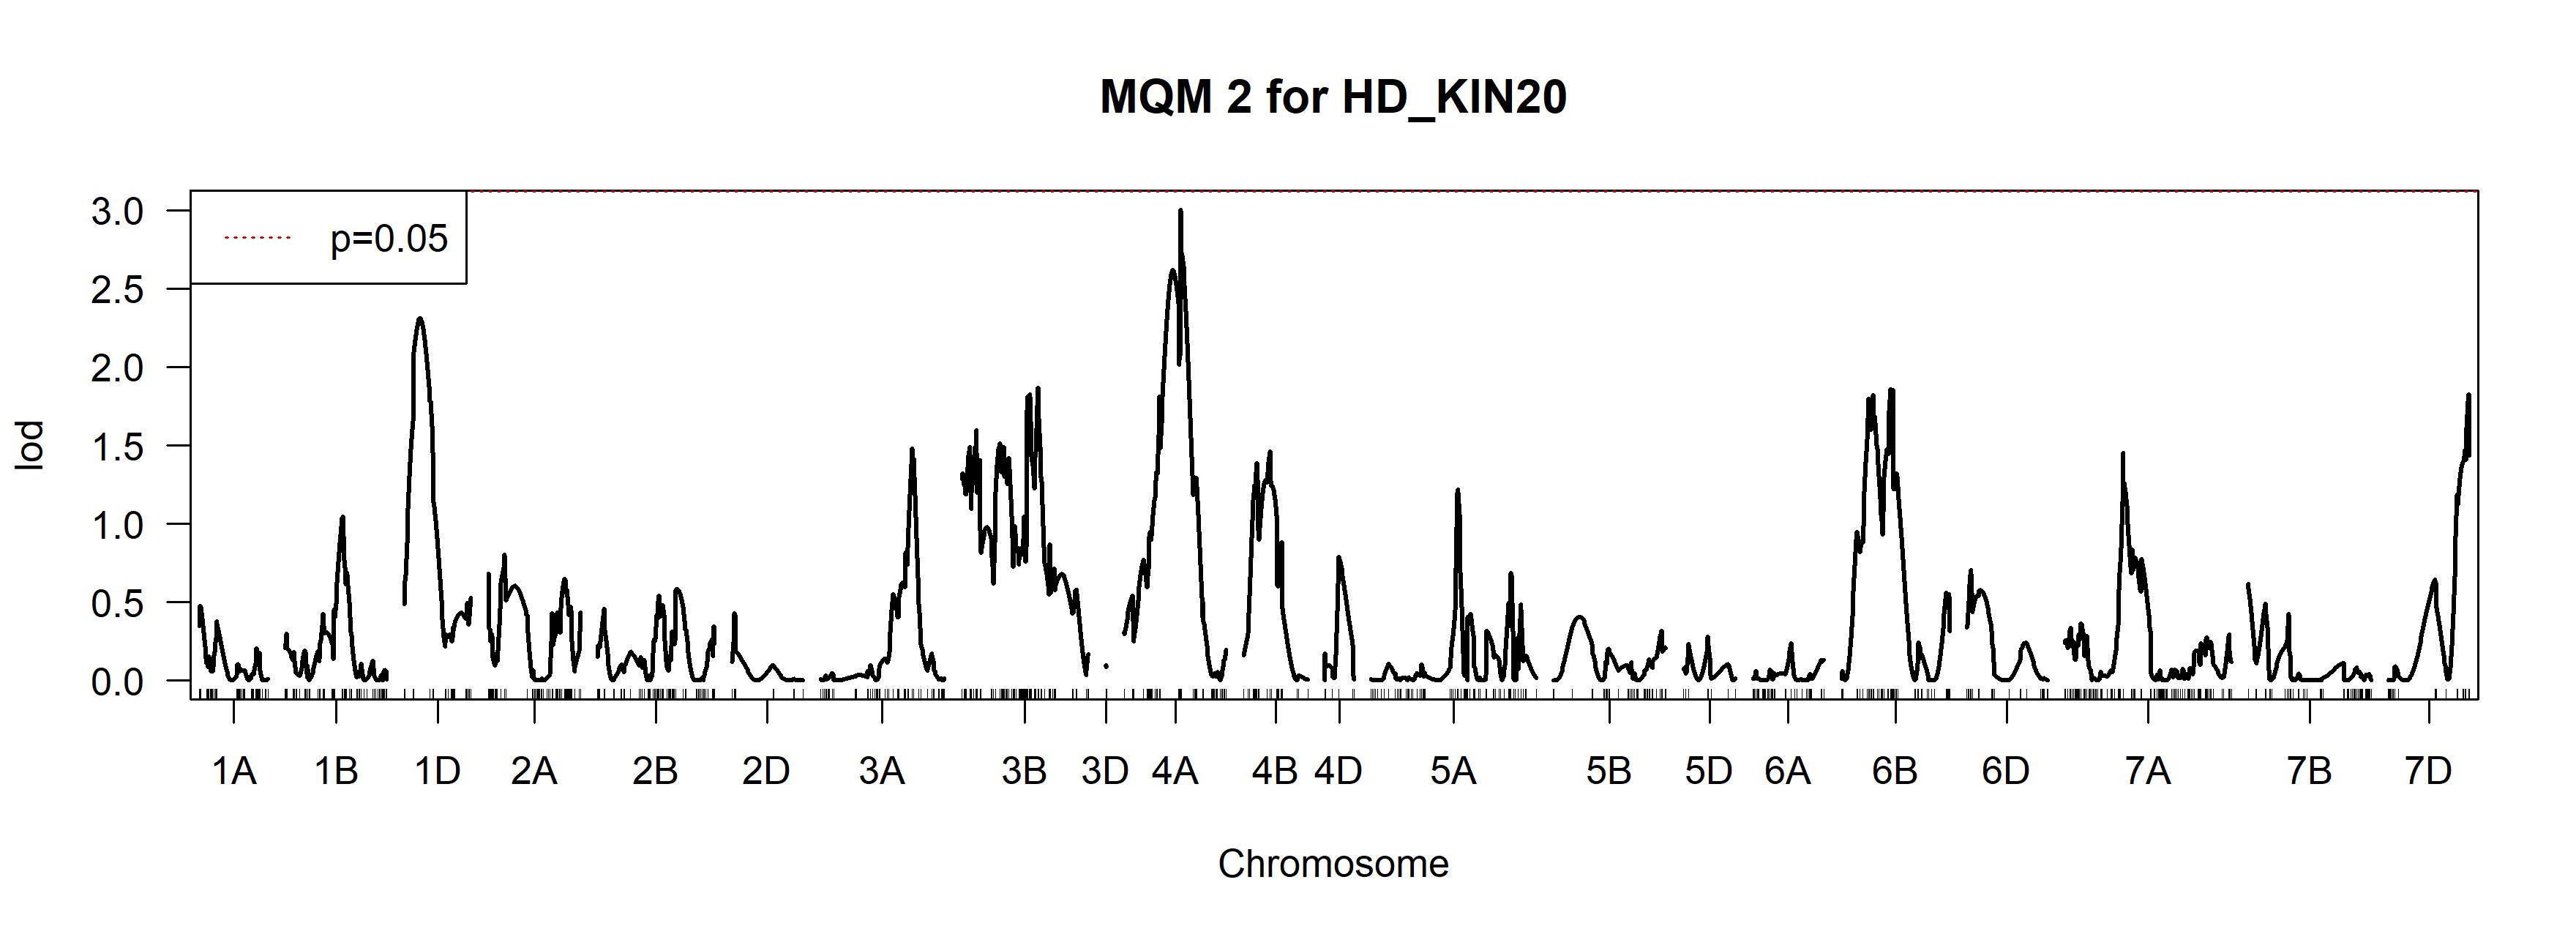 MQM 2 for HD_KIN20
p=0.05
lod
3.0
2.5
2.0
1.5
1.0
0.5
0.0
1A 1B 1D 2A 2B 2D 3A 3B 3D 4A 4B 4D 5A 5B 5D 6A 6B 6D 7A 7B 7D
Chromosome